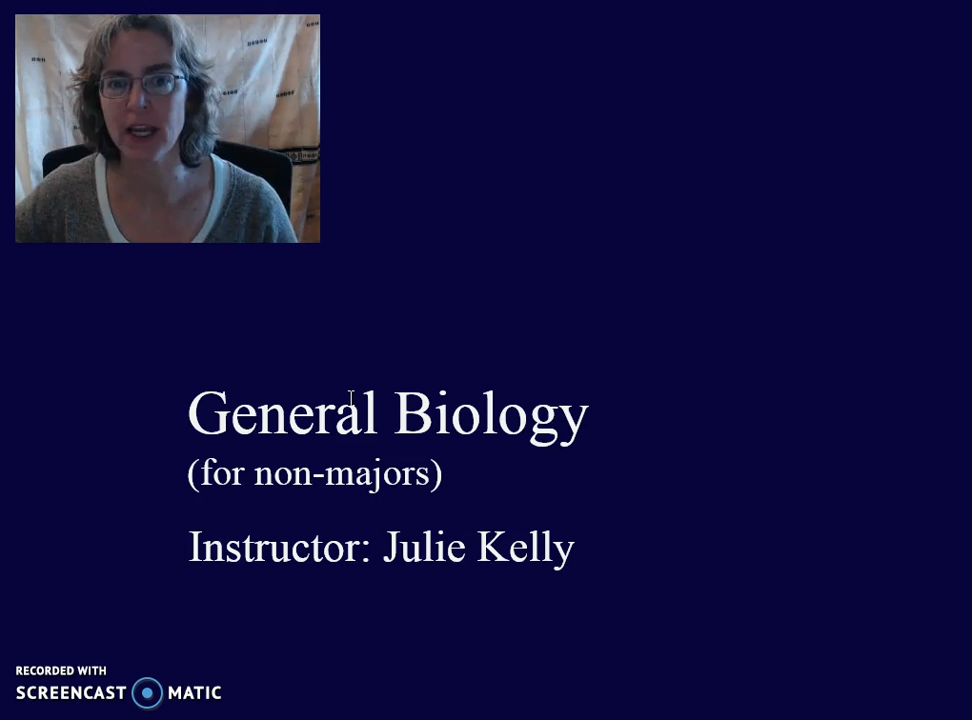 General Biology
(for non-majors)
Instructor: Julie Kelly
RECORDED WITH
SCREENCAST MATIC